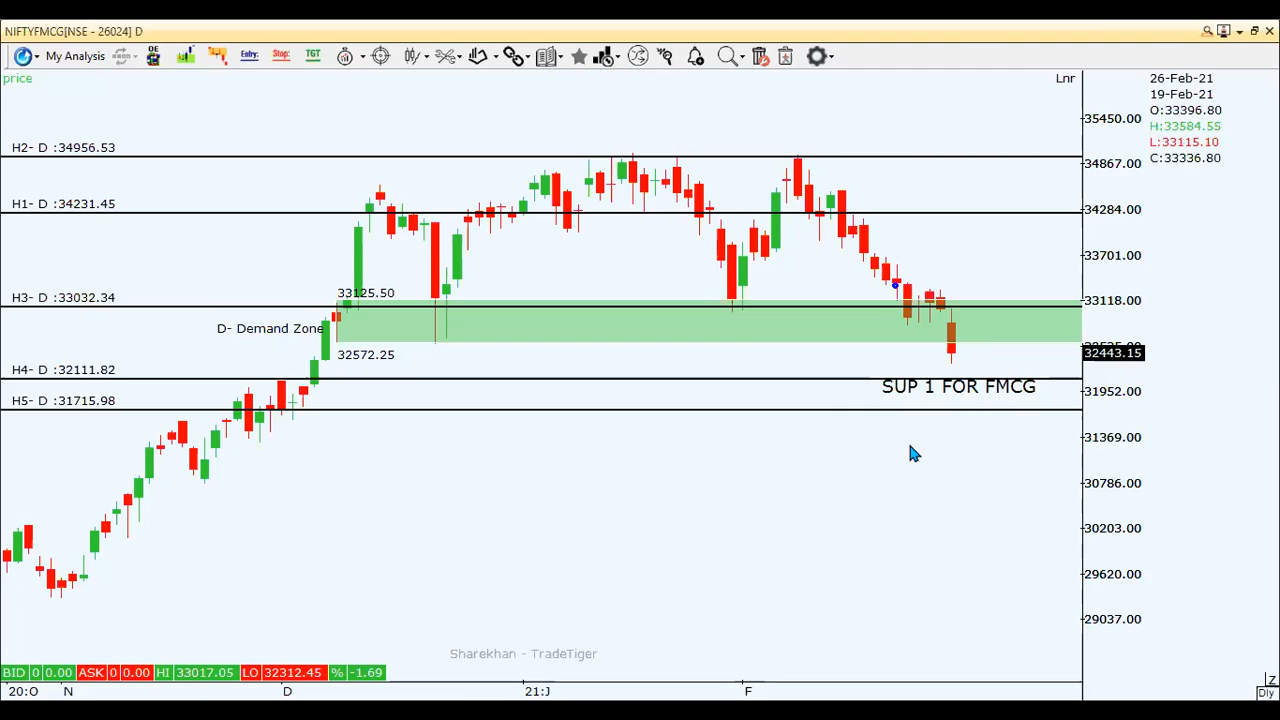 NIFTYFMCG[NSE - 26024] D
My Analysis OE Entry: Stop: TGT
price
Lnr
26-Feb-21
19-Feb-21
O:33396.80
H:33584.55
L:33115.10
C:33336.80
35450.00
H2- D :34956.53
34867.00
H1- D :34231.45
34284.00
33701.00
H3- D :33032.34
33125.50
33118.00
D- Demand Zone
32572.25
32443.15
H4- D :32111.82
SUP 1 FOR FMCG
31952.00
H5- D :31715.98
31369.00
30786.00
30203.00
29620.00
29037.00
Sharekhan - TradeTiger
BID 0 0.00 ASK 0 0.00 HI 33017.05 LO 32312.45 % -1.69
Z
20:O N D 21:J F Dly